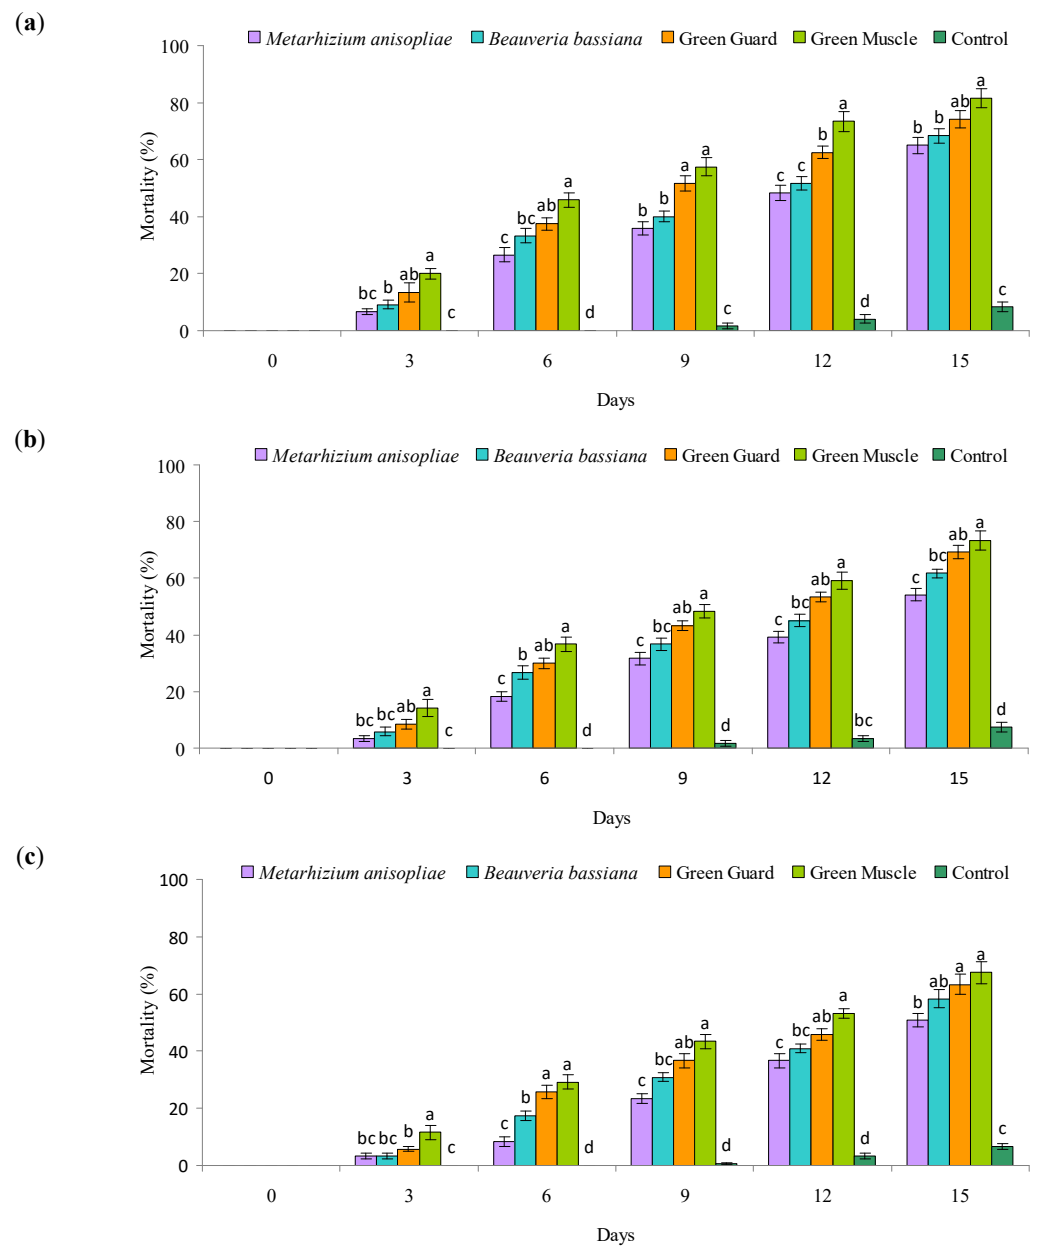 (a)
Metarhizium anisopliae Beauveria bassiana Green Guard Green Muscle Control
100
80
60
40
20
0
Mortality (%)
bc b ab a c
c bc ab a d
b b a a c
c c b a d
b b ab a c
0 3 6 9 12 15
Days
(b)
Metarhizium anisopliae Beauveria bassiana Green Guard Green Muscle Control
100
80
60
40
20
0
Mortality (%)
bc bc ab a c
c b ab a d
c bc ab a d
c bc ab a bc
c bc ab a d
0 3 6 9 12 15
Days
(c)
Metarhizium anisopliae Beauveria bassiana Green Guard Green Muscle Control
100
80
60
40
20
0
Mortality (%)
bc bc b a c
c b a a d
c bc ab a d
c bc ab a d
b ab a a c
0 3 6 9 12 15
Days